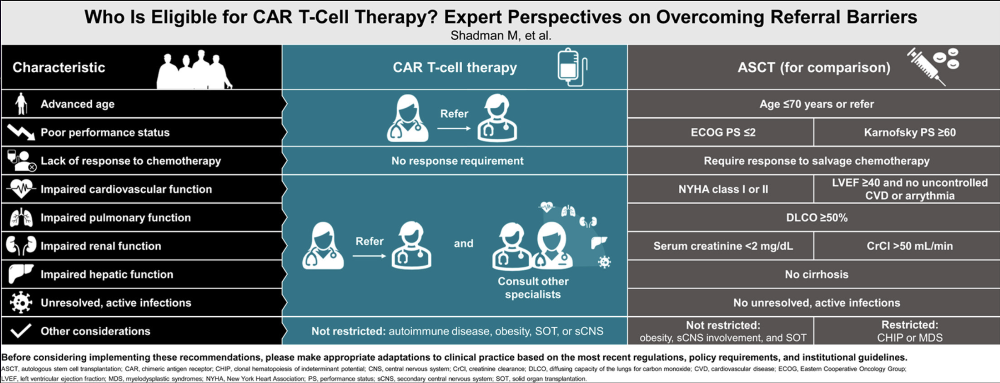 Who Is Eligible for CAR T-Cell Therapy? Expert Perspectives on Overcoming Referral Barriers
Shadman M, et al.
Characteristic
CAR T-cell therapy
ASCT (for comparison)
Advanced age
Refer
Age ≤70 years or refer
Poor performance status
ECOG PS ≤2
Karnofsky PS ≥60
Lack of response to chemotherapy
No response requirement
Require response to salvage chemotherapy
Impaired cardiovascular function
NYHA class I or II
LVEF ≥40 and no uncontrolled
CVD or arrythmia
Impaired pulmonary function
DLCO ≥50%
Impaired renal function
Refer
and
Consult other
specialists
Serum creatinine <2 mg/dL
CrCl >50 mL/min
Impaired hepatic function
No cirrhosis
Unresolved, active infections
No unresolved, active infections
Other considerations
Not restricted: autoimmune disease, obesity, SOT, or sCNS
Not restricted:
obesity, sCNS involvement, and SOT
Restricted:
CHIP or MDS
Before considering implementing these recommendations, please make appropriate adaptations to clinical practice based on the most recent regulations, policy requirements, and institutional guidelines.
ASCT, autologous stem cell transplantation; CAR, chimeric antigen receptor; CHIP, clonal hematopoiesis of indeterminant potential; CNS, central nervous system; CrCl, creatinine clearance; DLCO, diffusing capacity of the lungs for carbon monoxide; CVD, cardiovascular disease; ECOG, Eastern Cooperative Oncology Group;
LVEF, left ventricular ejection fraction; MDS, myelodysplastic syndromes; NYHA, New York Heart Association; PS, performance status; sCNS, secondary central nervous system; SOT, solid organ transplantation.